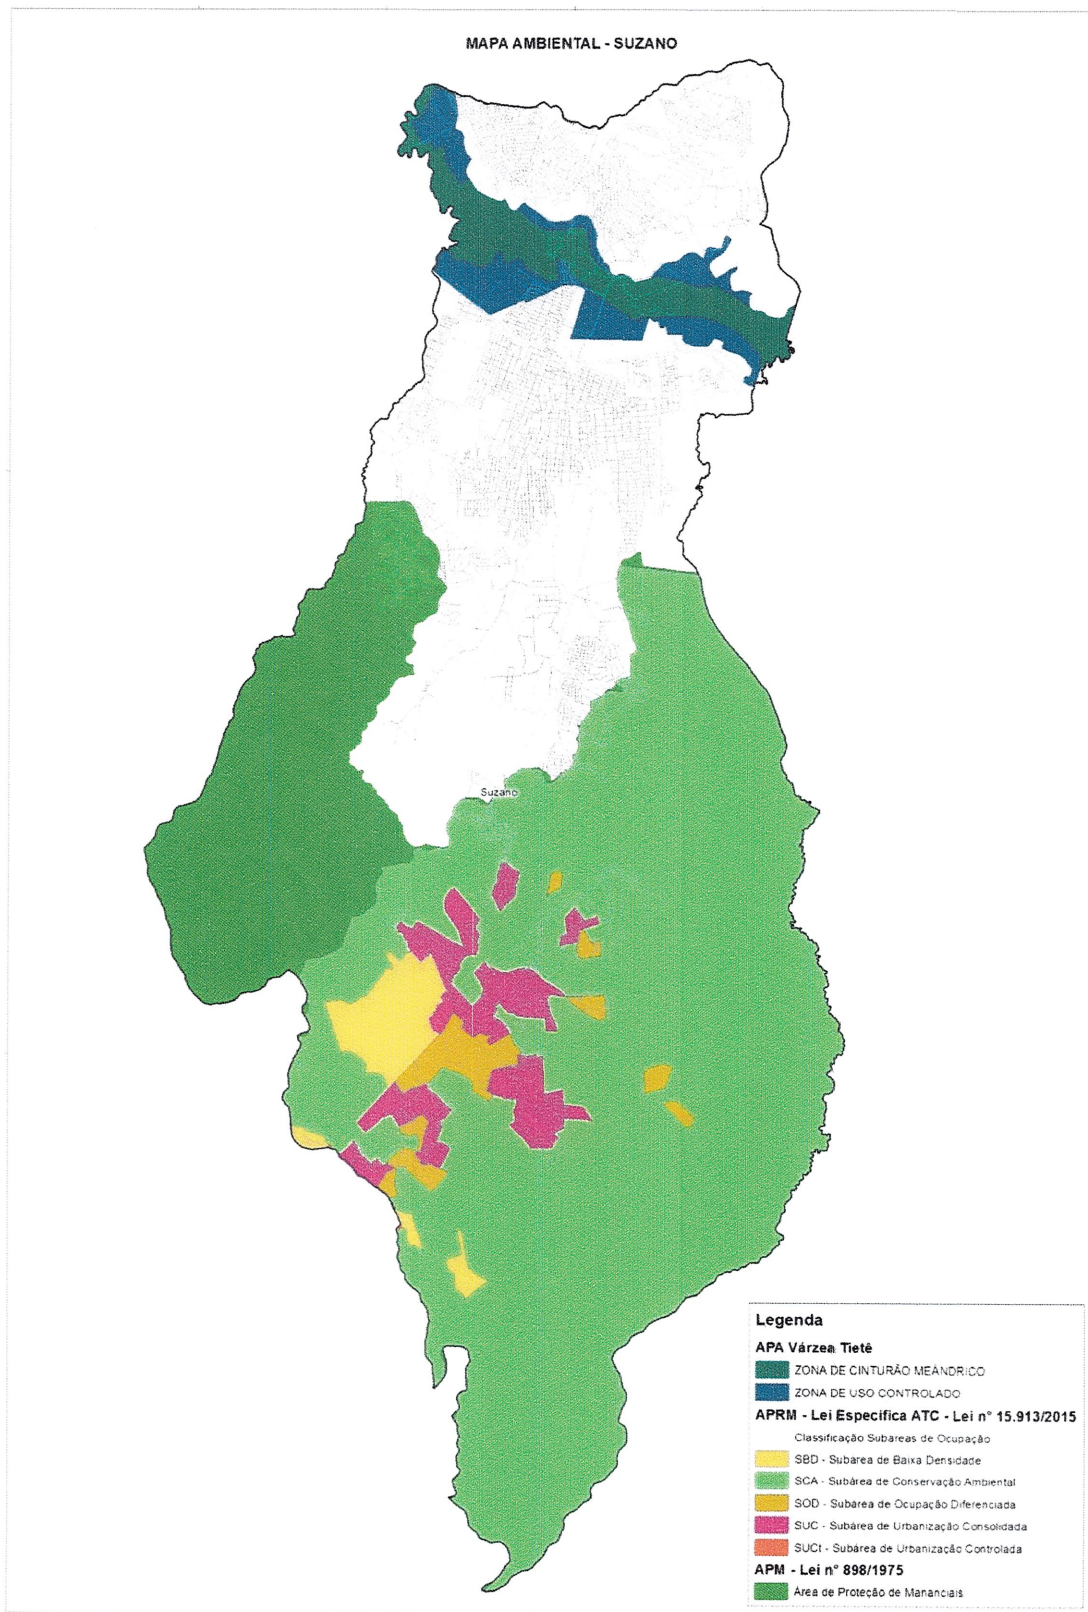 MAPA AMBIENTAL - SUZANO
Suzano
Legenda
APA Várzea Tietê
ZONA DE CINTURÃO MEÂNDRICO
ZONA DE USO CONTROLADO
APRM - Lei Específica ATC - Lei n° 15.913/2015
Classificação Subáreas de Ocupação
SBD - Subárea de Baixa Densidade
SCA - Subárea de Conservação Ambiental
SOD - Subárea de Ocupação Diferenciada
SUC - Subárea de Urbanização Consolidada
SUCt - Subárea de Urbanização Controlada
APM - Lei n° 898/1975
Área de Proteção de Mananciais